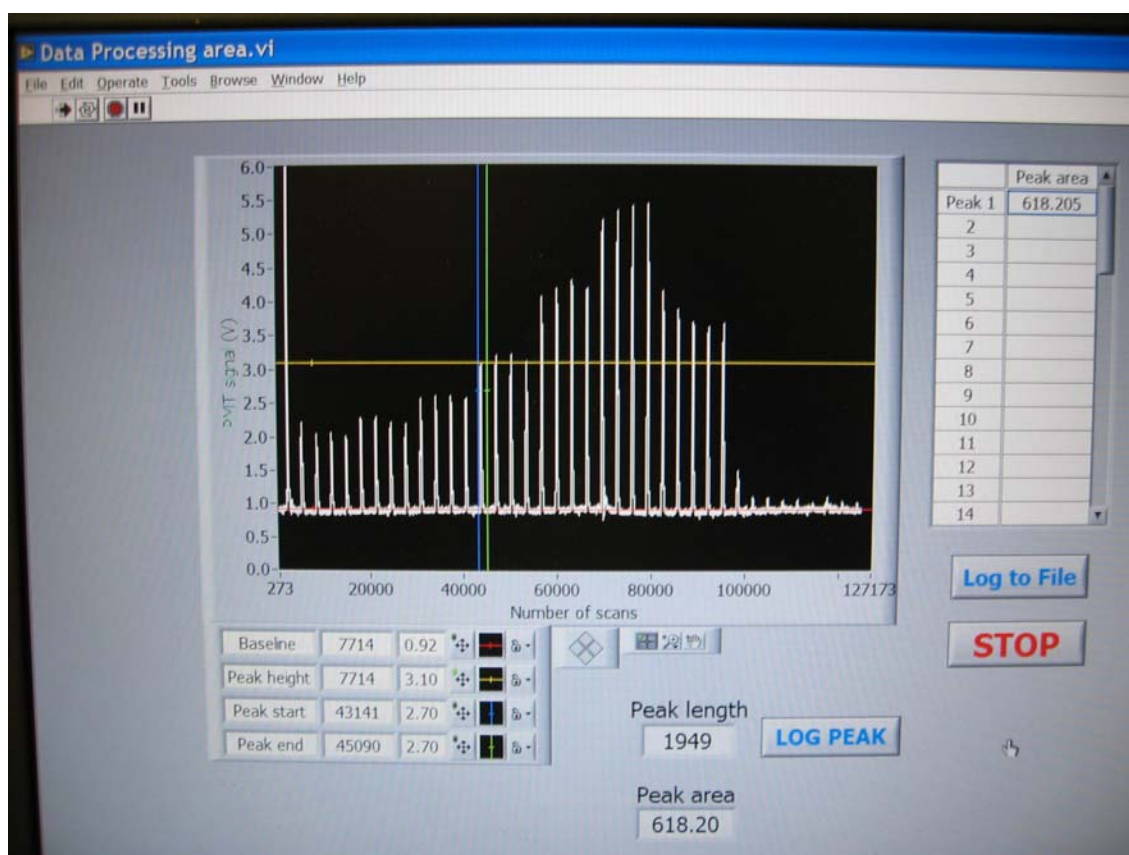 Data Processing area.vi
File Edit Operate Tools Browse Window Help
6.0
5.5
5.0
4.5
4.0
3.5
3.0
2.5
2.0
1.5
1.0
0.5
0.0
PMT signa (V)
273 20000 40000 60000 80000 100000 127173
Number of scans
Peak area
Peak 1 618.205
2
3
4
5
6
7
8
9
10
11
12
13
14
Log to File
STOP
Baseline 7714 0.92
Peak height 7714 3.10
Peak start 43141 2.70
Peak end 45090 2.70
Peak length
1949
LOG PEAK
Peak area
618.20